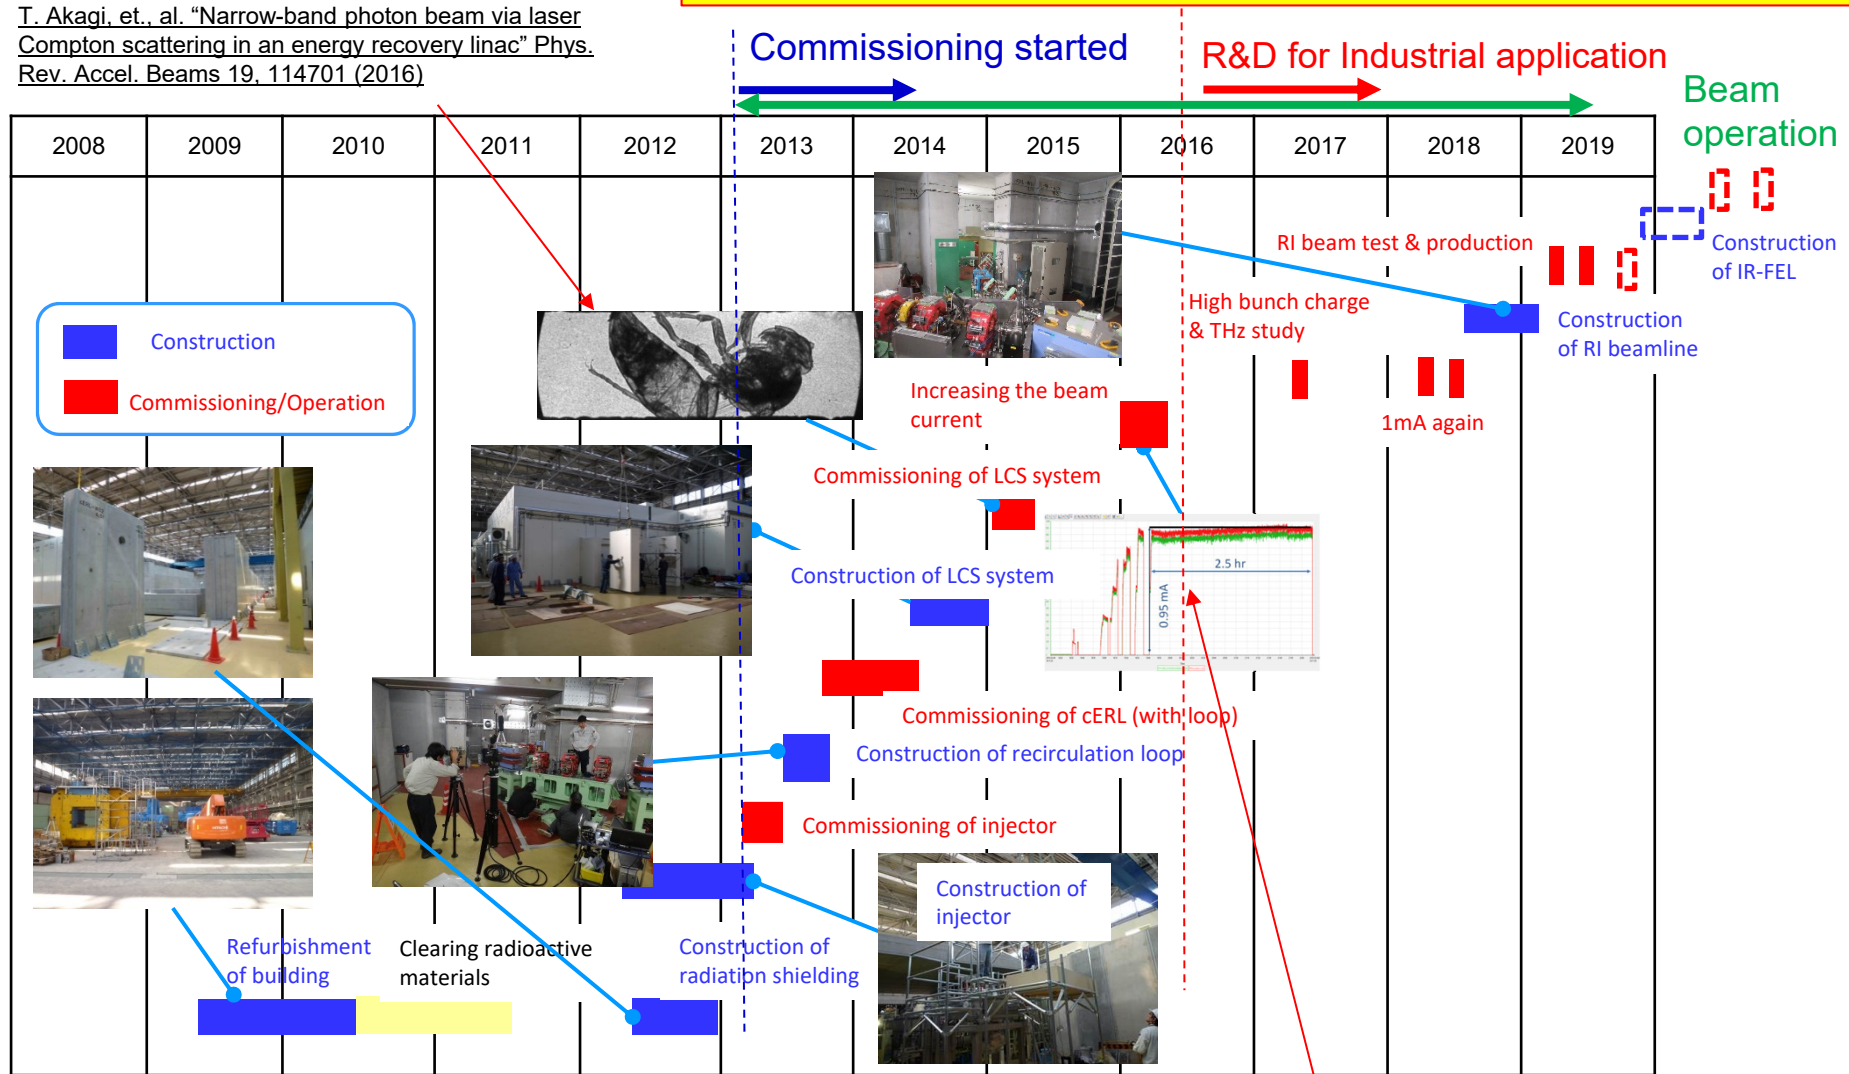 T. Akagi, et., al. “Narrow-band photon beam via laser
Compton scattering in an energy recovery linac” Phys.
Rev. Accel. Beams 19, 114701 (2016)
Commissioning started
R&D for Industrial application
Beam
operation
2008 2009 2010 2011 2012 2013 2014 2015 2016 2017 2018 2019
RI beam test & production
Construction
of IR-FEL
High bunch charge
& THz study
Construction
of RI beamline
Construction
Commissioning/Operation
Increasing the beam
current
1mA again
Commissioning of LCS system
2.5 hr
0.95 mA
Construction of LCS system
Commissioning of cERL (with loop)
Construction of recirculation loop
Commissioning of injector
Construction of
injector
Refurbishment
of building
Clearing radioactive
materials
Construction of
radiation shielding